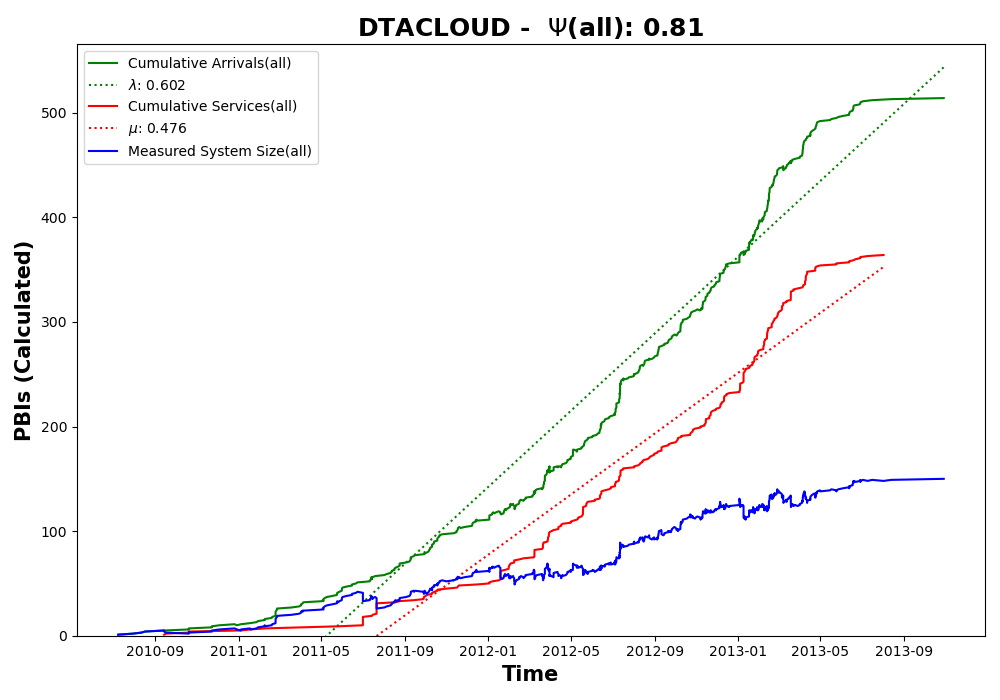 DTACLOUD - Ψ(all): 0.81
Cumulative Arrivals(all)
λ: 0.602
Cumulative Services(all)
μ: 0.476
Measured System Size(all)
PBIs (Calculated)
500
400
300
200
100
0
2010-09 2011-01 2011-05 2011-09 2012-01 2012-05 2012-09 2013-01 2013-05 2013-09
Time